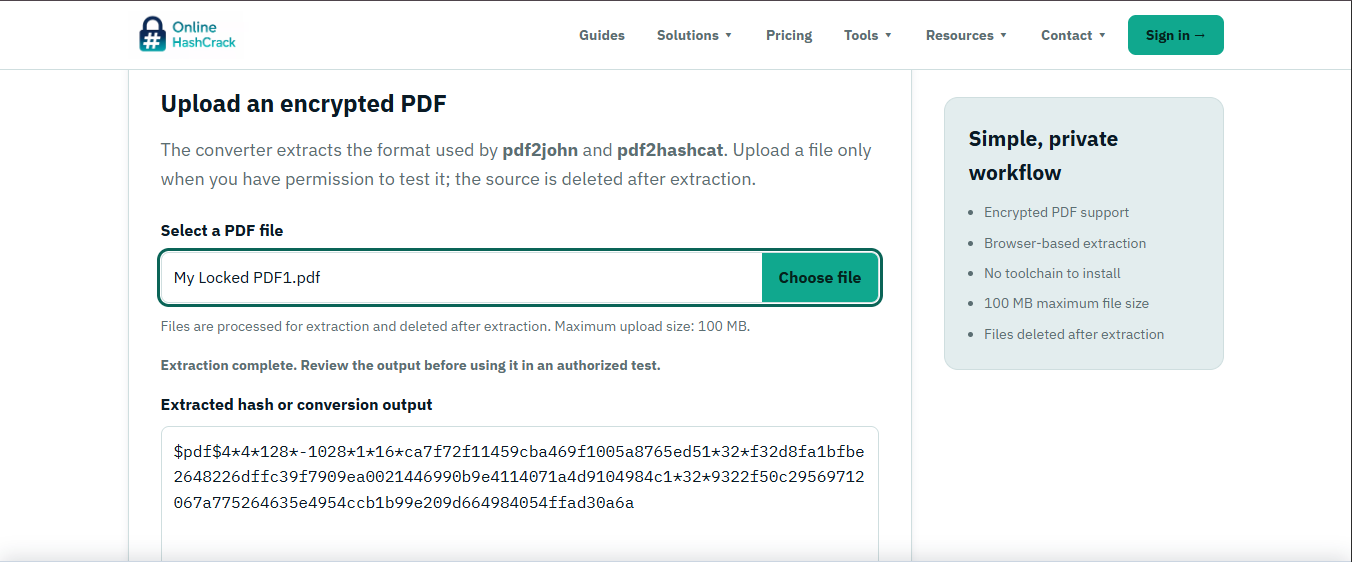 Online
HashCrack
Guides
Solutions ▼
Pricing
Tools ▼
Resources ▼
Contact ▼
Sign in →
Upload an encrypted PDF
The converter extracts the format used by pdf2john and pdf2hashcat. Upload a file only
when you have permission to test it; the source is deleted after extraction.
Select a PDF file
My Locked PDF1.pdf
Choose file
Files are processed for extraction and deleted after extraction. Maximum upload size: 100 MB.
Extraction complete. Review the output before using it in an authorized test.
Extracted hash or conversion output
$pdf$4*4*128*-1028*1*16*ca7f72f11459cba469f1005a8765ed51*32*f32d8fa1bfbe
2648226dffc39f7909ea0021446990b9e4114071a4d9104984c1*32*9322f50c29569712
067a775264635e4954ccb1b99e209d664984054ffad30a6a
Simple, private
workflow
• Encrypted PDF support
• Browser-based extraction
• No toolchain to install
• 100 MB maximum file size
• Files deleted after extraction